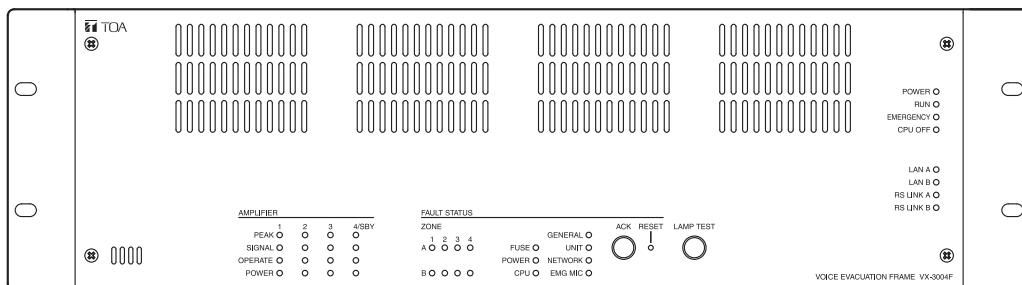 TOA
POWER
RUN
EMERGENCY
CPU OFF
LAN A
LAN B
RS LINK A
RS LINK B
AMPLIFIER
1 2 3 4/SBY
PEAK
SIGNAL
OPERATE
POWER
FAULT STATUS
ZONE
1 2 3 4
A
B
FUSE
POWER
CPU
GENERAL
UNIT
NETWORK
EMG MIC
ACK RESET LAMP TEST
VOICE EVACUATION FRAME VX-3004F